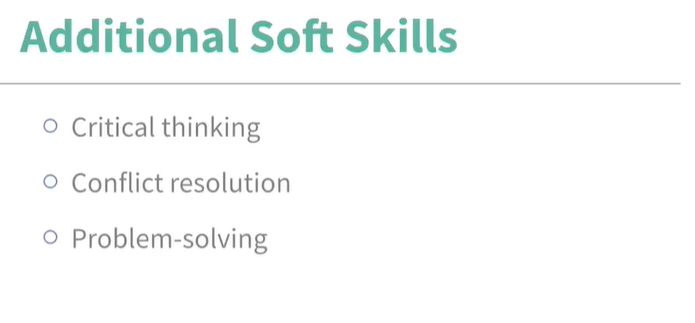 Additional Soft Skills
Critical thinking
Conflict resolution
Problem-solving